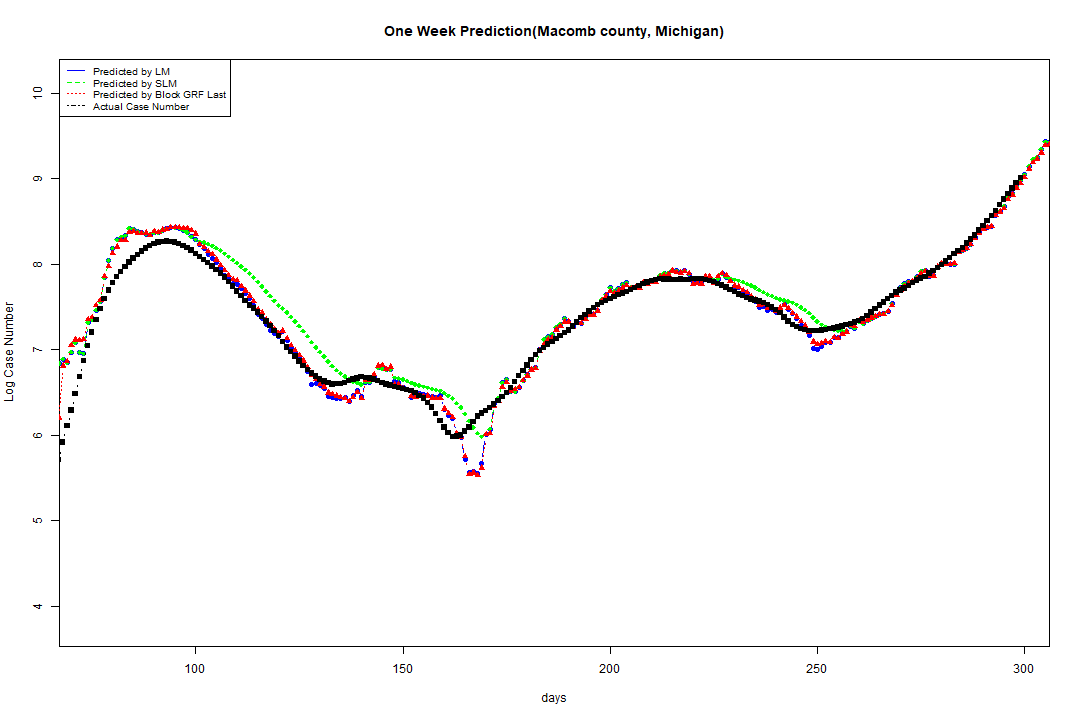 One Week Prediction(Macomb county, Michigan)
Predicted by LM
Predicted by SLM
Predicted by Block GRF Last
Actual Case Number
10
9
8
7
6
5
4
Log Case Number
100 150 200 250 300
days